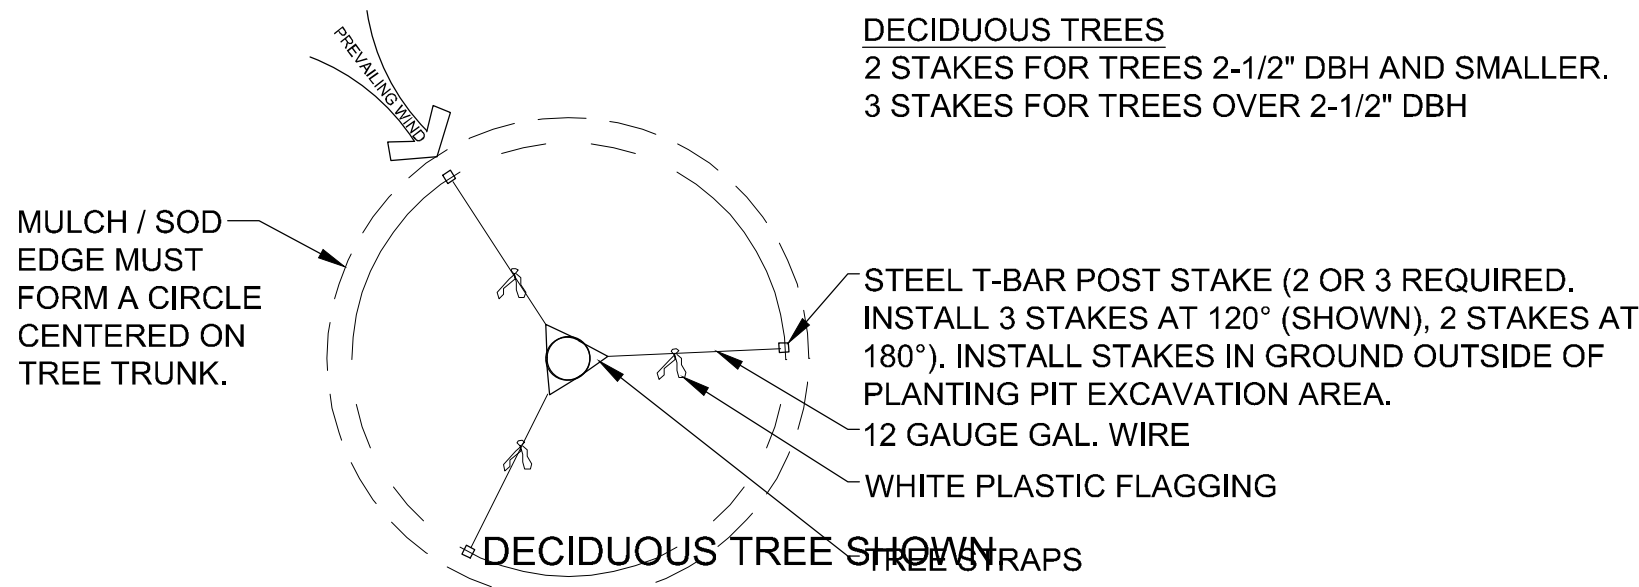 PREVAILING WIND
DECIDUOUS TREES
2 STAKES FOR TREES 2-1/2" DBH AND SMALLER.
3 STAKES FOR TREES OVER 2-1/2" DBH
MULCH / SOD
EDGE MUST
FORM A CIRCLE
CENTERED ON
TREE TRUNK.
STEEL T-BAR POST STAKE (2 OR 3 REQUIRED.
INSTALL 3 STAKES AT 120° (SHOWN), 2 STAKES AT
180°). INSTALL STAKES IN GROUND OUTSIDE OF
PLANTING PIT EXCAVATION AREA.
12 GAUGE GAL. WIRE
WHITE PLASTIC FLAGGING
TREE STRAPS
DECIDUOUS TREE SHOWN.